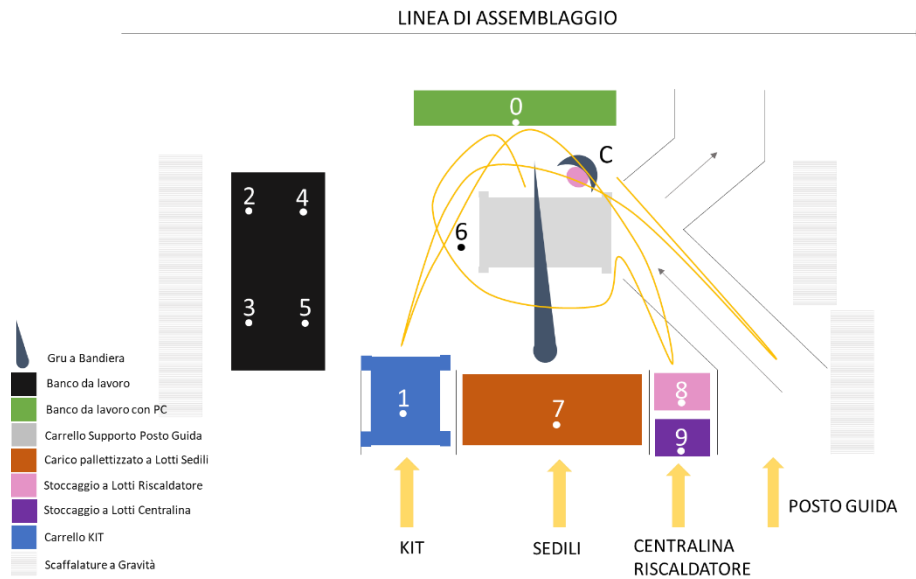 LINEA DI ASSEMBLAGGIO
0
C
2
4
6
3
5
1
7
8
9
Gru a Bandiera
Banco da lavoro
Banco da lavoro con PC
Carrello Supporto Posto Guida
Carico pallettizzato a Lotti Sedili
Stoccaggio a Lotti Riscaldatore
Stoccaggio a Lotti Centralina
Carrello KIT
Scaffalature a Gravità
KIT
SEDILI
CENTRALINA
RISCALDATORE
POSTO GUIDA